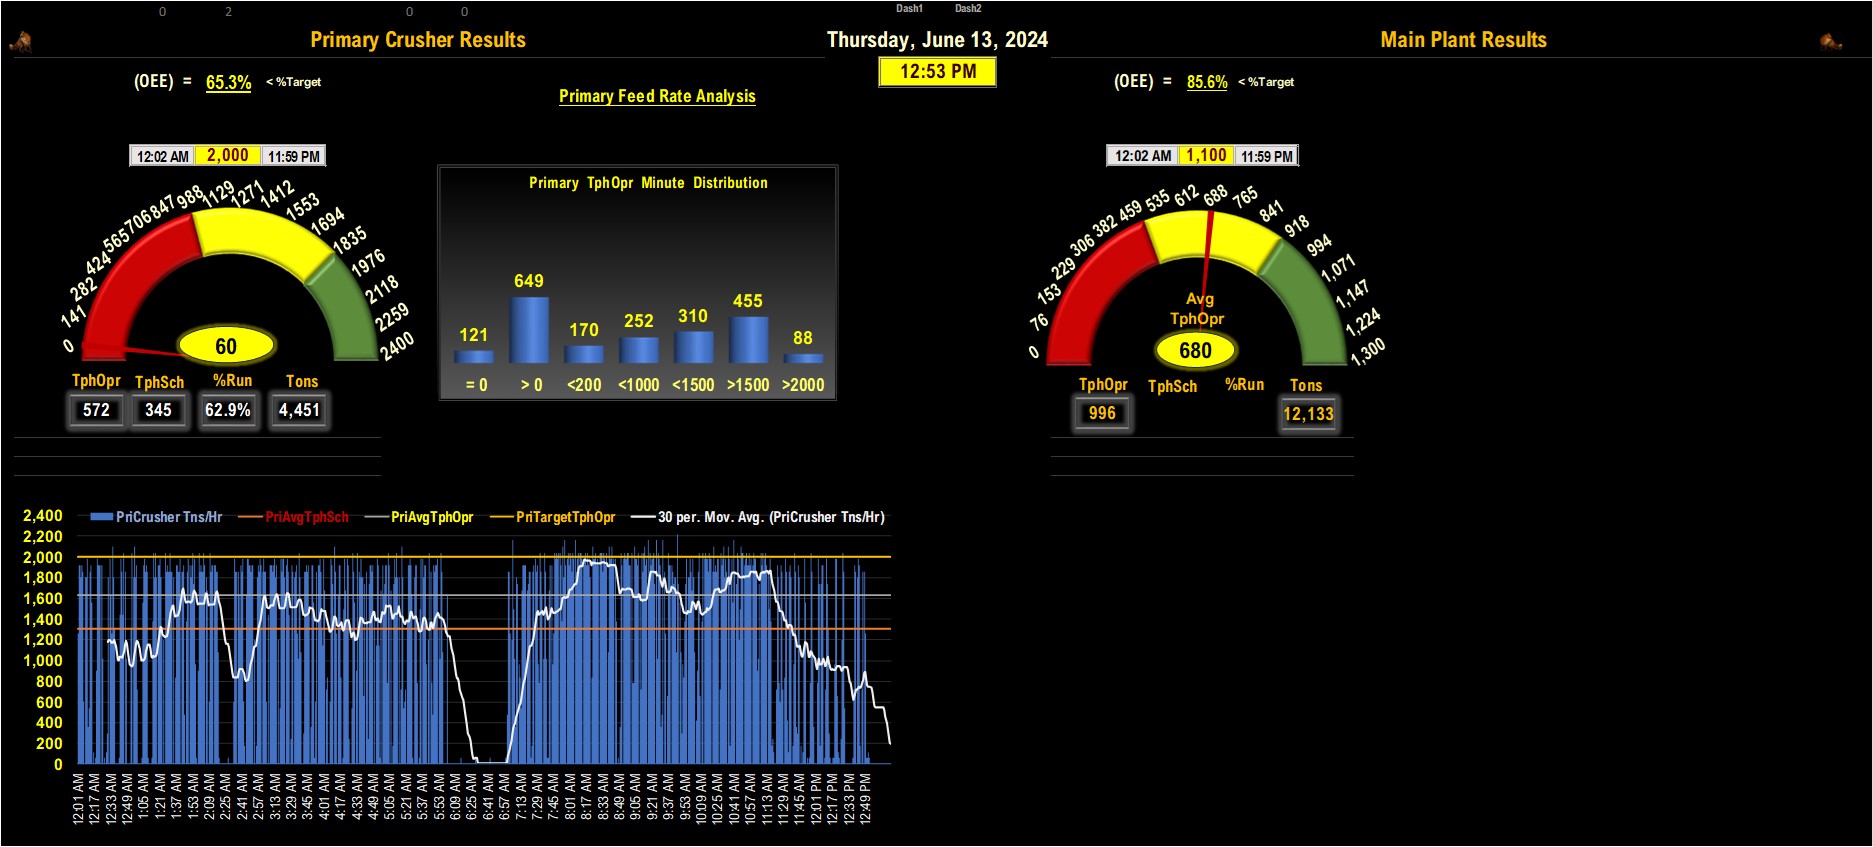 0 2 0 0 Dash1 Dash2
Primary Crusher Results
Thursday, June 13, 2024
Main Plant Results
12:53 PM
(OEE) = 65.3% < %Target
Primary Feed Rate Analysis
(OEE) = 85.6% < %Target
12:02 AM 2,000 11:59 PM
0
141
282
424
565
706
847
988
1129
1271
1412
1553
1694
1835
1976
2118
2259
2400
60
TphOpr TphSch %Run Tons
572 345 62.9% 4,451
Primary TphOpr Minute Distribution
121 649 170 252 310 455 88
= 0 > 0 <200 <1000 <1500 >1500 >2000
12:02 AM 1,100 11:59 PM
0
76
153
229
306
382
459
535
612
688
765
841
918
994
1,071
1,147
1,224
1,300
Avg
TphOpr
680
TphOpr TphSch %Run Tons
996 12,133
PriCrusher Tns/Hr PriAvgTphSch PriAvgTphOpr PriTargetTphOpr 30 per. Mov. Avg. (PriCrusher Tns/Hr)
2,400
2,200
2,000
1,800
1,600
1,400
1,200
1,000
800
600
400
200
0
12:01 AM
12:17 AM
12:33 AM
12:49 AM
1:05 AM
1:21 AM
1:37 AM
1:53 AM
2:09 AM
2:25 AM
2:41 AM
2:57 AM
3:13 AM
3:29 AM
3:45 AM
4:01 AM
4:17 AM
4:33 AM
4:49 AM
5:05 AM
5:21 AM
5:37 AM
5:53 AM
6:09 AM
6:25 AM
6:41 AM
6:57 AM
7:13 AM
7:29 AM
7:45 AM
8:01 AM
8:17 AM
8:33 AM
8:49 AM
9:05 AM
9:21 AM
9:37 AM
9:53 AM
10:09 AM
10:25 AM
10:41 AM
10:57 AM
11:13 AM
11:29 AM
11:45 AM
12:01 PM
12:17 PM
12:33 PM
12:49 PM